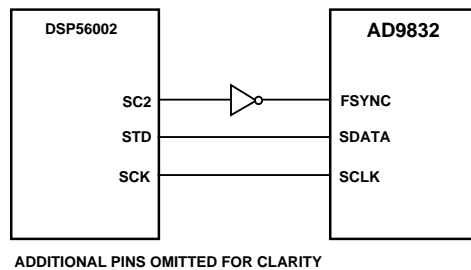 DSP56002
AD9832
SC2
FSYNC
STD
SDATA
SCK
SCLK
ADDITIONAL PINS OMITTED FOR CLARITY